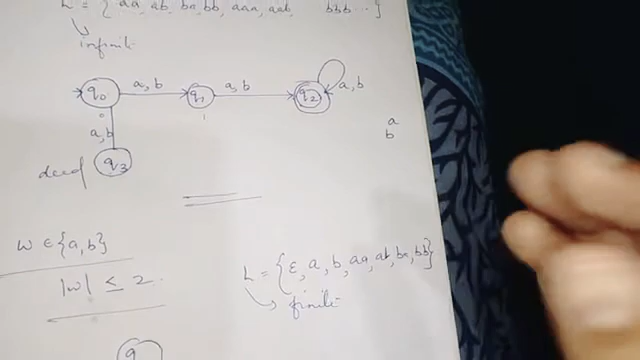 L = { aa, ab, ba, bb, aaa, aab, bbb... }
infinite
q0 a, b q1 a, b q2 a, b
a
b
a, b
dead q3
w ∈ {a, b}
|w| ≤ 2
L = {ε, a, b, aa, ab, ba, bb}
finite
q